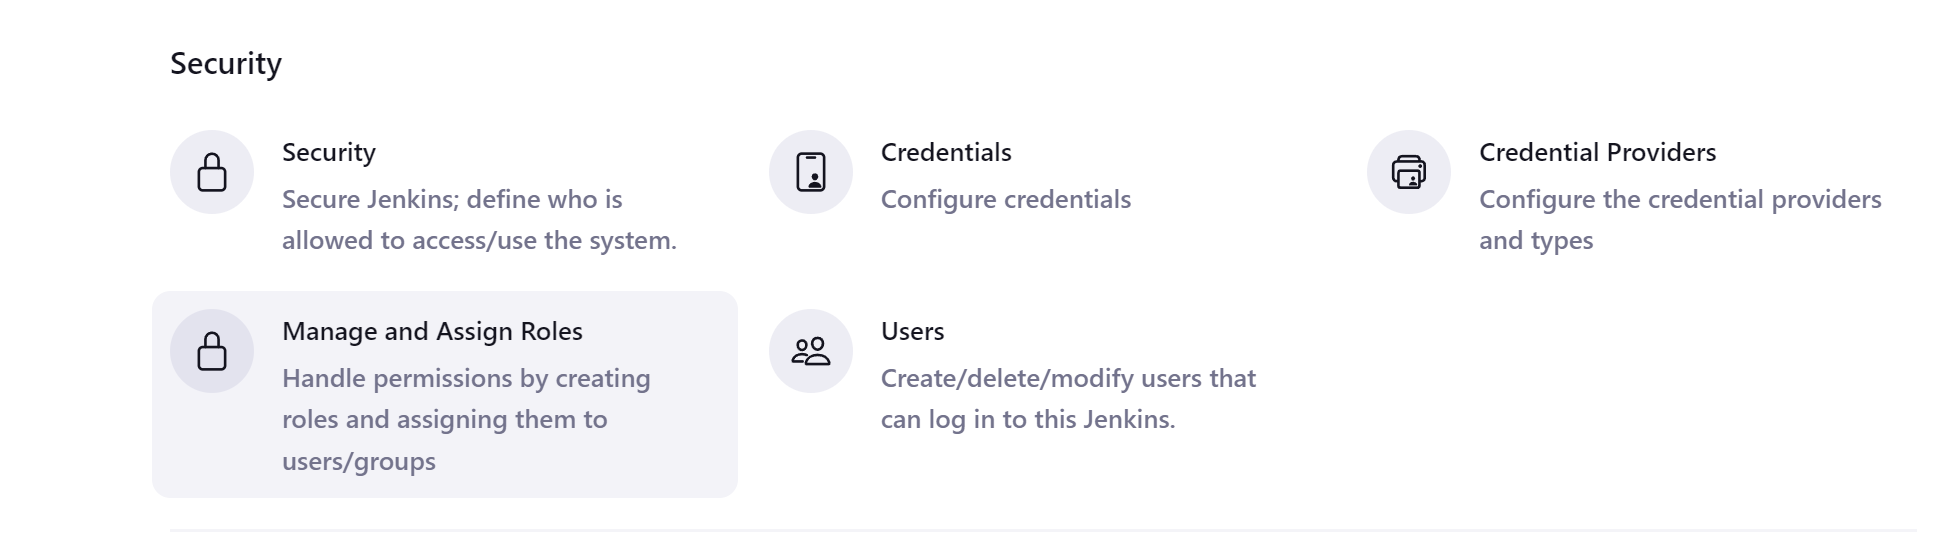 Security
Security
Secure Jenkins; define who is
allowed to access/use the system.
Credentials
Configure credentials
Credential Providers
Configure the credential providers
and types
Manage and Assign Roles
Handle permissions by creating
roles and assigning them to
users/groups
Users
Create/delete/modify users that
can log in to this Jenkins.